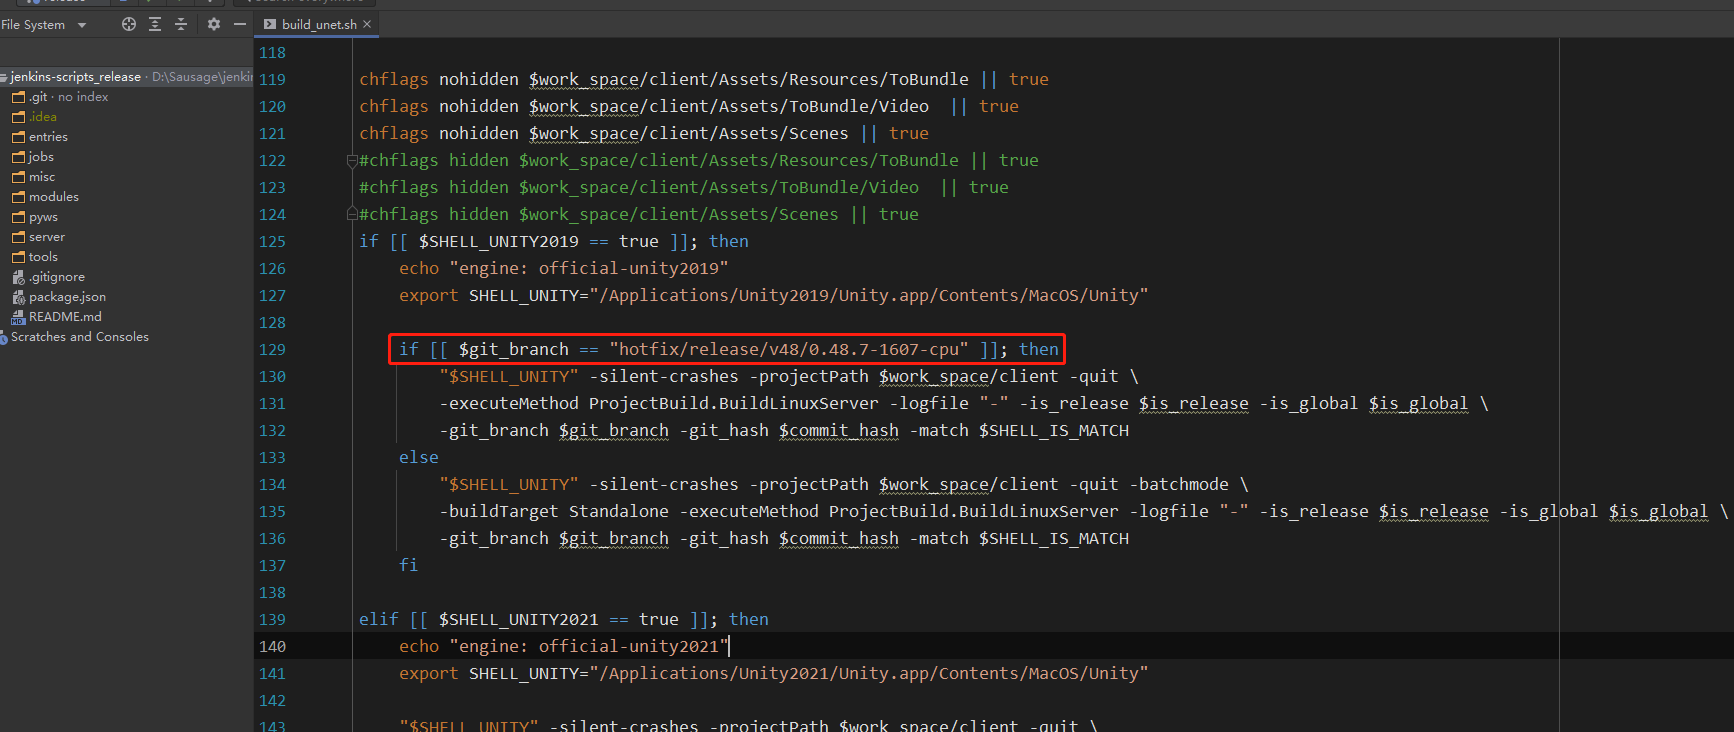 File System
build_unet.sh
jenkins-scripts_release · D:\Sausage\jenki
.git · no index
.idea
entries
jobs
misc
modules
pyws
server
tools
.gitignore
package.json
README.md
Scratches and Consoles
118
119 chflags nohidden $work_space/client/Assets/Resources/ToBundle || true
120 chflags nohidden $work_space/client/Assets/ToBundle/Video  || true
121 chflags nohidden $work_space/client/Assets/Scenes || true
122 #chflags hidden $work_space/client/Assets/Resources/ToBundle || true
123 #chflags hidden $work_space/client/Assets/ToBundle/Video  || true
124 #chflags hidden $work_space/client/Assets/Scenes || true
125 if [[ $SHELL_UNITY2019 == true ]]; then
126     echo "engine: official-unity2019"
127     export SHELL_UNITY="/Applications/Unity2019/Unity.app/Contents/MacOS/Unity"
128
129     if [[ $git_branch == "hotfix/release/v48/0.48.7-1607-cpu" ]]; then
130         "$SHELL_UNITY" -silent-crashes -projectPath $work_space/client -quit \
131         -executeMethod ProjectBuild.BuildLinuxServer -logfile "-" -is_release $is_release -is_global $is_global \
132         -git_branch $git_branch -git_hash $commit_hash -match $SHELL_IS_MATCH
133     else
134         "$SHELL_UNITY" -silent-crashes -projectPath $work_space/client -quit -batchmode \
135         -buildTarget Standalone -executeMethod ProjectBuild.BuildLinuxServer -logfile "-" -is_release $is_release -is_global $is_global \
136         -git_branch $git_branch -git_hash $commit_hash -match $SHELL_IS_MATCH
137     fi
138
139 elif [[ $SHELL_UNITY2021 == true ]]; then
140     echo "engine: official-unity2021"
141     export SHELL_UNITY="/Applications/Unity2021/Unity.app/Contents/MacOS/Unity"
142
143     "$SHELL_UNITY" -silent-crashes -projectPath $work_space/client -quit \